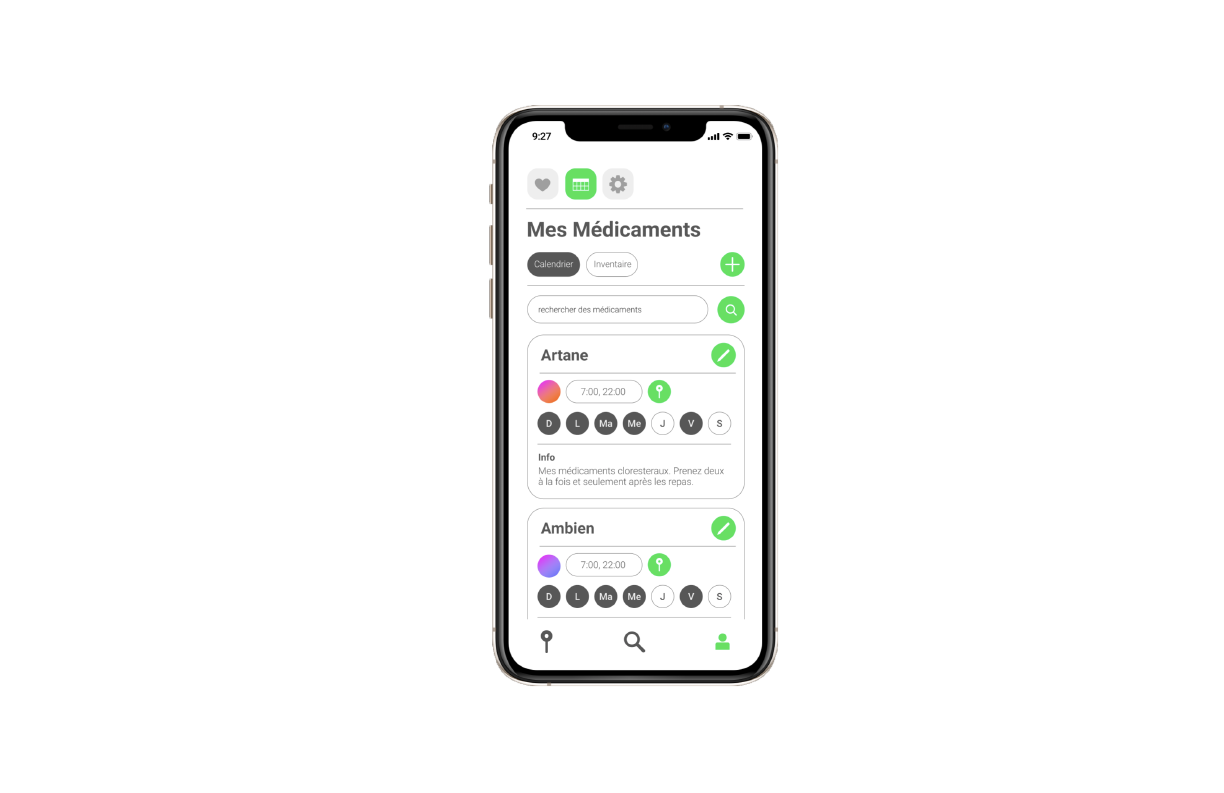 9:27
Mes Médicaments
Calendrier Inventaire
rechercher des médicaments
Artane
7:00, 22:00
D L Ma Me J V S
Info
Mes médicaments cloresteraux. Prenez deux
à la fois et seulement après les repas.
Ambien
7:00, 22:00
D L Ma Me J V S